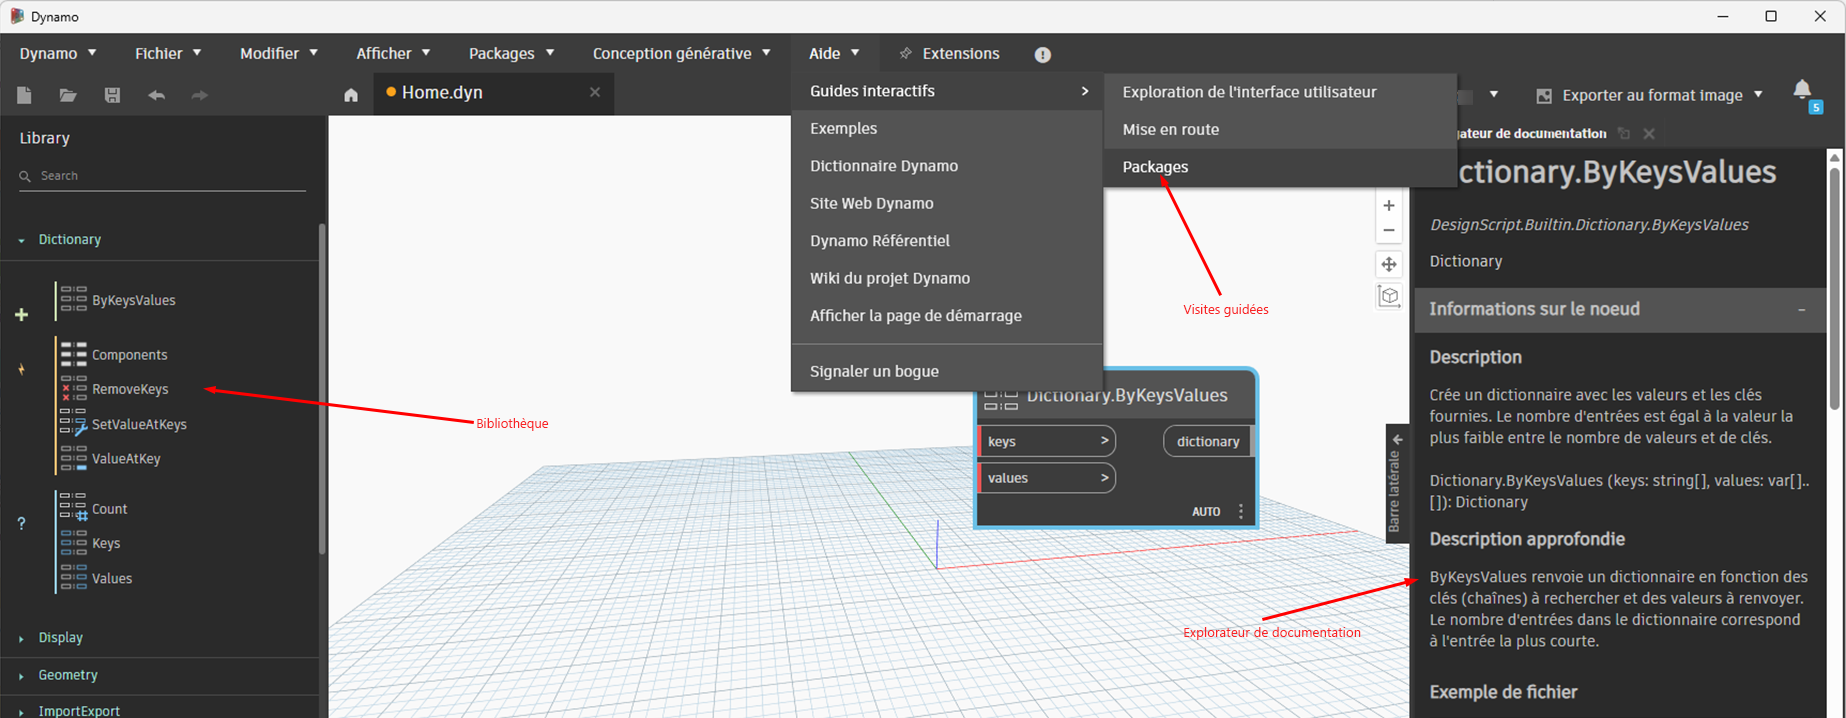 Dynamo
Dynamo Fichier Modifier Afficher Packages Conception générative Aide Extensions
Home.dyn
Guides interactifs
Exemples
Dictionnaire Dynamo
Site Web Dynamo
Dynamo Référentiel
Wiki du projet Dynamo
Afficher la page de démarrage
Signaler un bogue
Exploration de l'interface utilisateur
Mise en route
Packages
Exporter au format image
5
Library
Search
Dictionary
ByKeysValues
Components
RemoveKeys
SetValueAtKeys
ValueAtKey
Count
Keys
Values
Display
Geometry
ImportExport
Bibliothèque
Visites guidées
Dictionary.ByKeysValues
keys >
values >
dictionary
AUTO
Barre latérale
Explorateur de documentation
gateur de documentation
ctionary.ByKeysValues
DesignScript.Builtin.Dictionary.ByKeysValues
Dictionary
Informations sur le noeud
Description
Crée un dictionnaire avec les valeurs et les clés
fournies. Le nombre d'entrées est égal à la valeur la
plus faible entre le nombre de valeurs et de clés.
Dictionary.ByKeysValues (keys: string[], values: var[]..
[]): Dictionary
Description approfondie
ByKeysValues renvoie un dictionnaire en fonction des
clés (chaînes) à rechercher et des valeurs à renvoyer.
Le nombre d'entrées dans le dictionnaire correspond
à l'entrée la plus courte.
Exemple de fichier